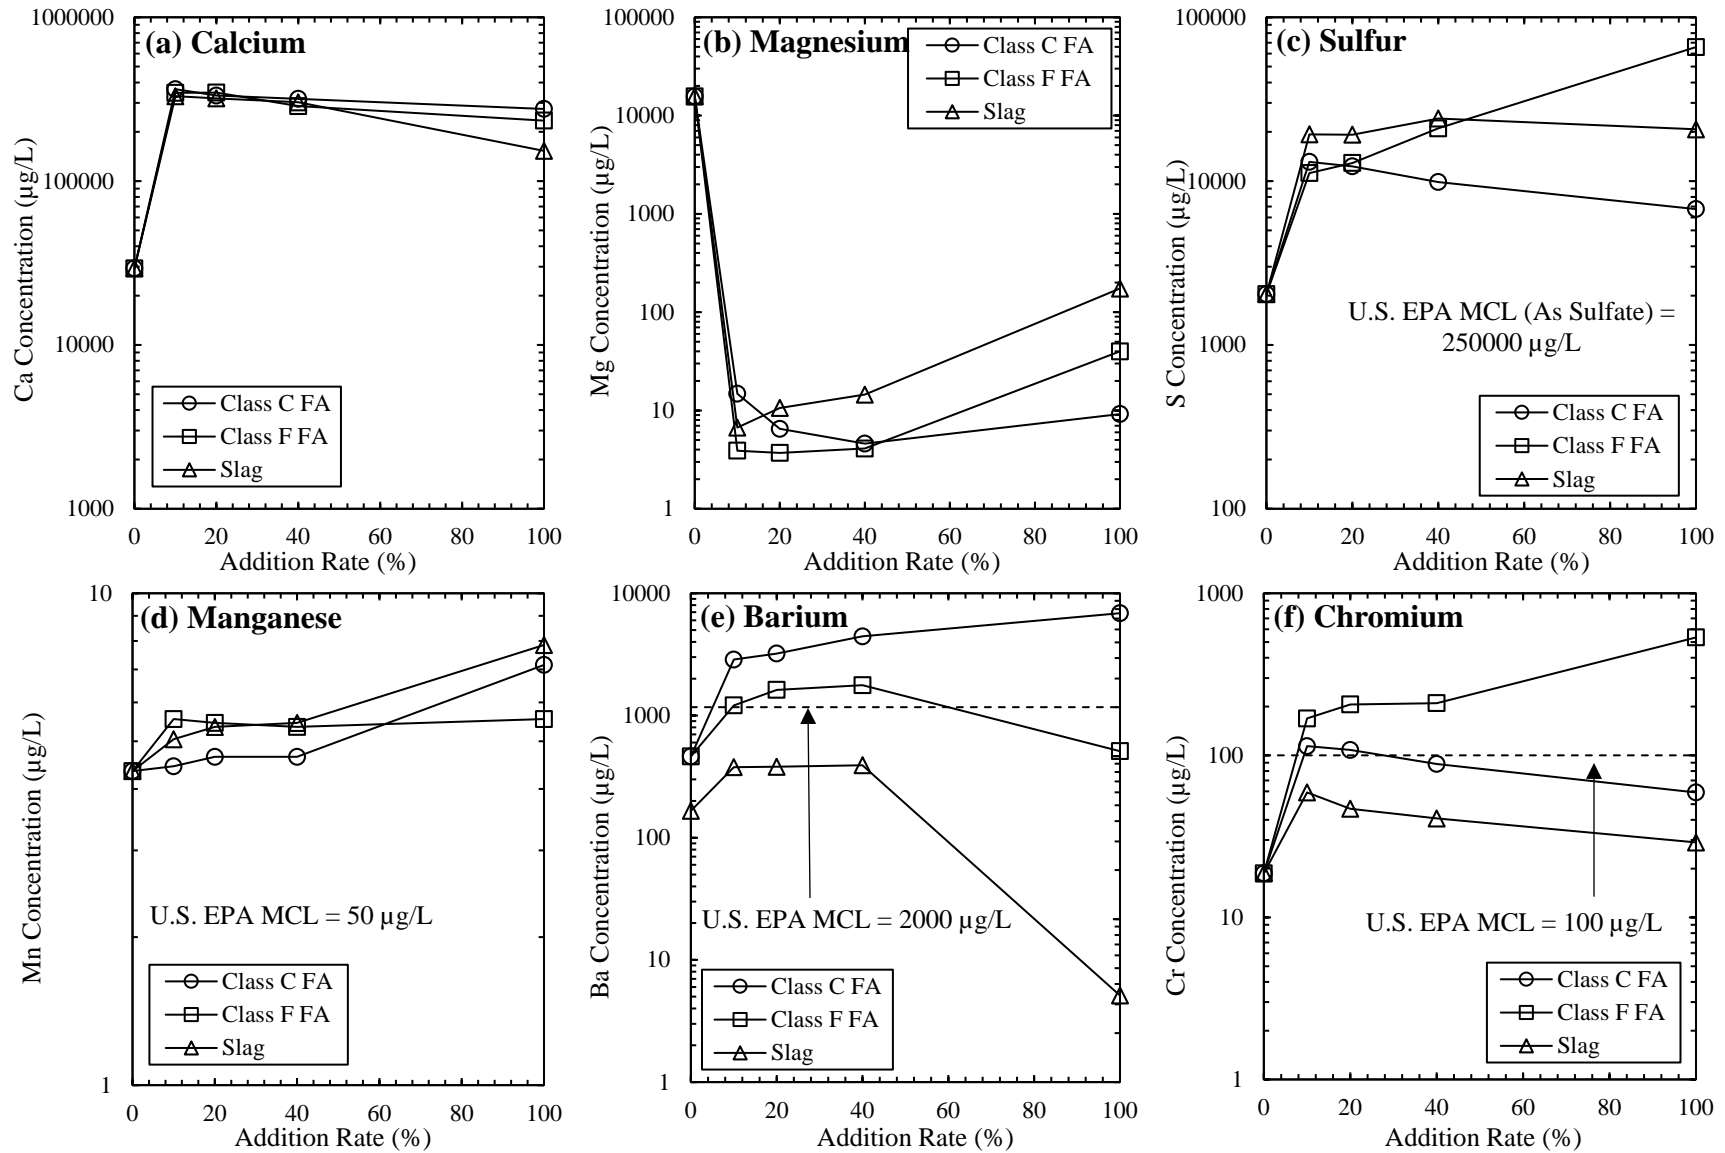 (a) Calcium
Ca Concentration (µg/L)
1000000
100000
10000
1000
Class C FA
Class F FA
Slag
0 20 40 60 80 100
Addition Rate (%)
(b) Magnesium
Mg Concentration (µg/L)
100000
10000
1000
100
10
1
Class C FA
Class F FA
Slag
0 20 40 60 80 100
Addition Rate (%)
(c) Sulfur
S Concentration (µg/L)
100000
10000
1000
100
U.S. EPA MCL (As Sulfate) =
250000 µg/L
Class C FA
Class F FA
Slag
0 20 40 60 80 100
Addition Rate (%)
(d) Manganese
Mn Concentration (µg/L)
10
1
U.S. EPA MCL = 50 µg/L
Class C FA
Class F FA
Slag
0 20 40 60 80 100
Addition Rate (%)
(e) Barium
Ba Concentration (µg/L)
10000
1000
100
10
1
U.S. EPA MCL = 2000 µg/L
Class C FA
Class F FA
Slag
0 20 40 60 80 100
Addition Rate (%)
(f) Chromium
Cr Concentration (µg/L)
1000
100
10
1
U.S. EPA MCL = 100 µg/L
Class C FA
Class F FA
Slag
0 20 40 60 80 100
Addition Rate (%)